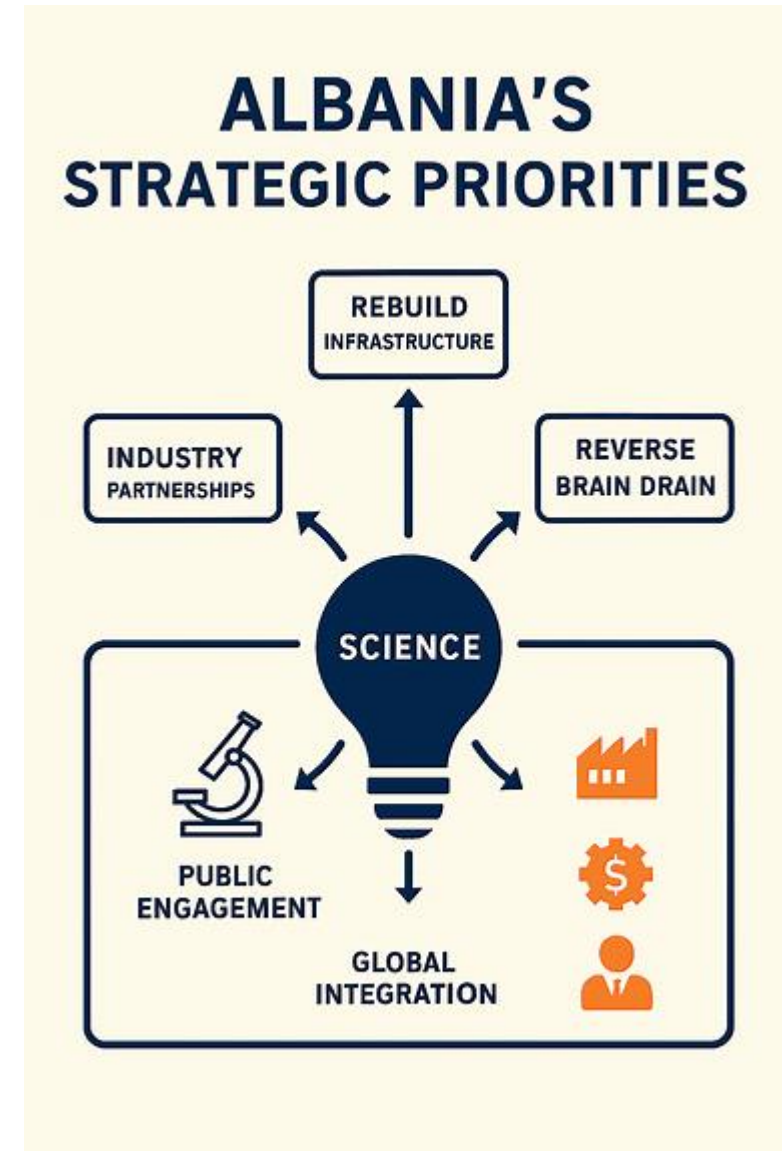 ALBANIA'S
STRATEGIC PRIORITIES
REBUILD
INFRASTRUCTURE
INDUSTRY
PARTNERSHIPS
REVERSE
BRAIN DRAIN
SCIENCE
PUBLIC
ENGAGEMENT
GLOBAL
INTEGRATION
$